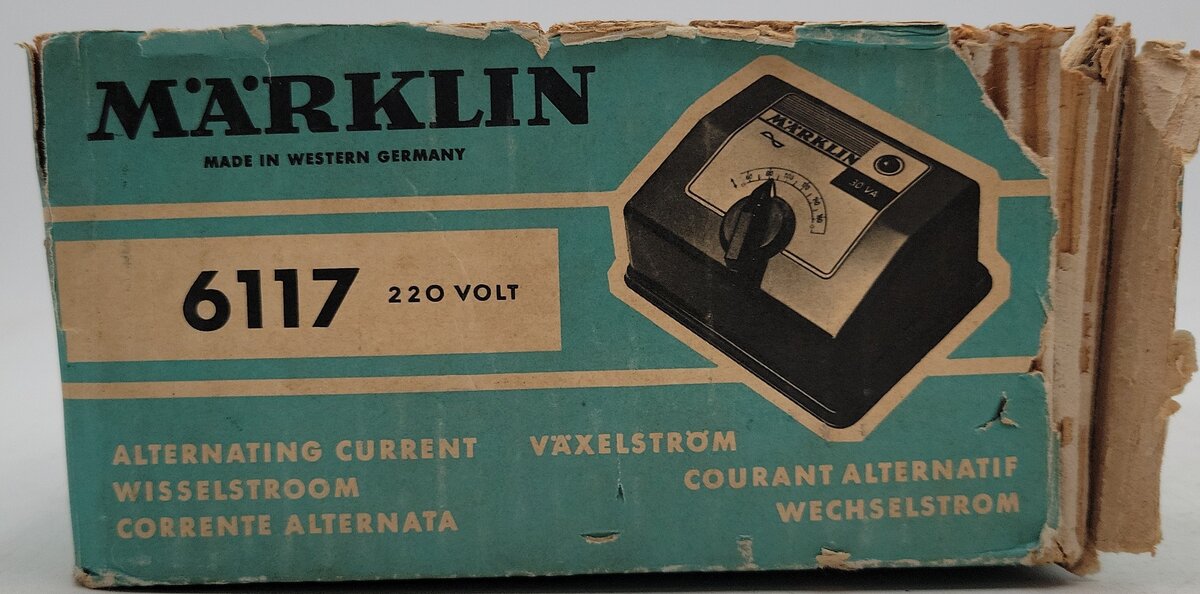 MÄRKLIN
MADE IN WESTERN GERMANY
6117 220 VOLT
MÄRKLIN
30 VA
ALTERNATING CURRENT
WISSELSTROOM
CORRENTE ALTERNATA
VÄXELSTRÖM
COURANT ALTERNATIF
WECHSELSTROM